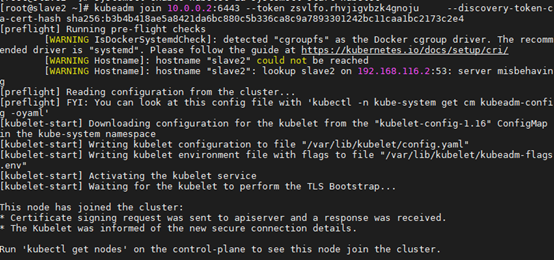 [root@slave2 ~]# kubeadm join 10.0.0.2:6443 --token zsvlfo.rhvjigvbzk4gnoju     --discovery-token-c
a-cert-hash sha256:b3b4b418ae5a8421da6bc880c5b336ca8c9a7893301242bc11caa1bc2173c2e4
[preflight] Running pre-flight checks
        [WARNING IsDockerSystemdCheck]: detected "cgroupfs" as the Docker cgroup driver. The recomm
ended driver is "systemd". Please follow the guide at https://kubernetes.io/docs/setup/cri/
        [WARNING Hostname]: hostname "slave2" could not be reached
        [WARNING Hostname]: hostname "slave2": lookup slave2 on 192.168.116.2:53: server misbehavin
g
[preflight] Reading configuration from the cluster...
[preflight] FYI: You can look at this config file with 'kubectl -n kube-system get cm kubeadm-confi
g -oyaml'
[kubelet-start] Downloading configuration for the kubelet from the "kubelet-config-1.16" ConfigMap
in the kube-system namespace
[kubelet-start] Writing kubelet configuration to file "/var/lib/kubelet/config.yaml"
[kubelet-start] Writing kubelet environment file with flags to file "/var/lib/kubelet/kubeadm-flags
.env"
[kubelet-start] Activating the kubelet service
[kubelet-start] Waiting for the kubelet to perform the TLS Bootstrap...

This node has joined the cluster:
* Certificate signing request was sent to apiserver and a response was received.
* The Kubelet was informed of the new secure connection details.

Run 'kubectl get nodes' on the control-plane to see this node join the cluster.